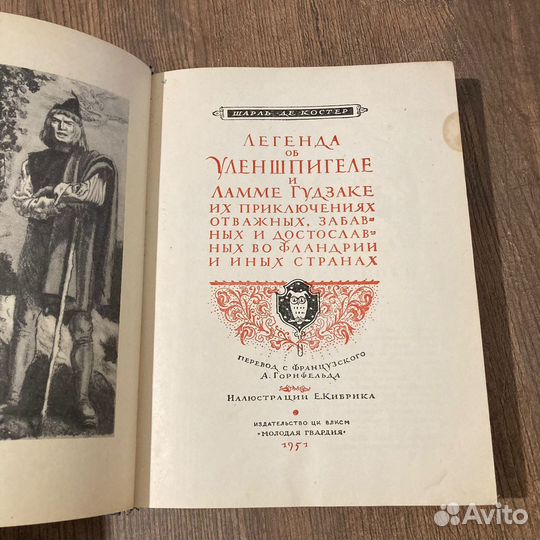 ШАРЛЬ ДЕ КОСТЕР
ЛЕГЕНДА
ОБ
УЛЕНШПИГЕЛЕ
И
ЛАММЕ ГУДЗАКЕ
ИХ ПРИКЛЮЧЕНИЯХ
ОТВАЖНЫХ, ЗАБАВ-
НЫХ И ДОСТОСЛАВ-
НЫХ ВО ФЛАНДРИИ
И ИНЫХ СТРАНАХ
ПЕРЕВОД С ФРАНЦУЗСКОГО
А. ГОРНФЕЛЬДА
ИЛЛЮСТРАЦИИ Е. КИБРИКА
ИЗДАТЕЛЬСТВО ЦК ВЛКСМ
«МОЛОДАЯ ГВАРДИЯ»
1951
Avito